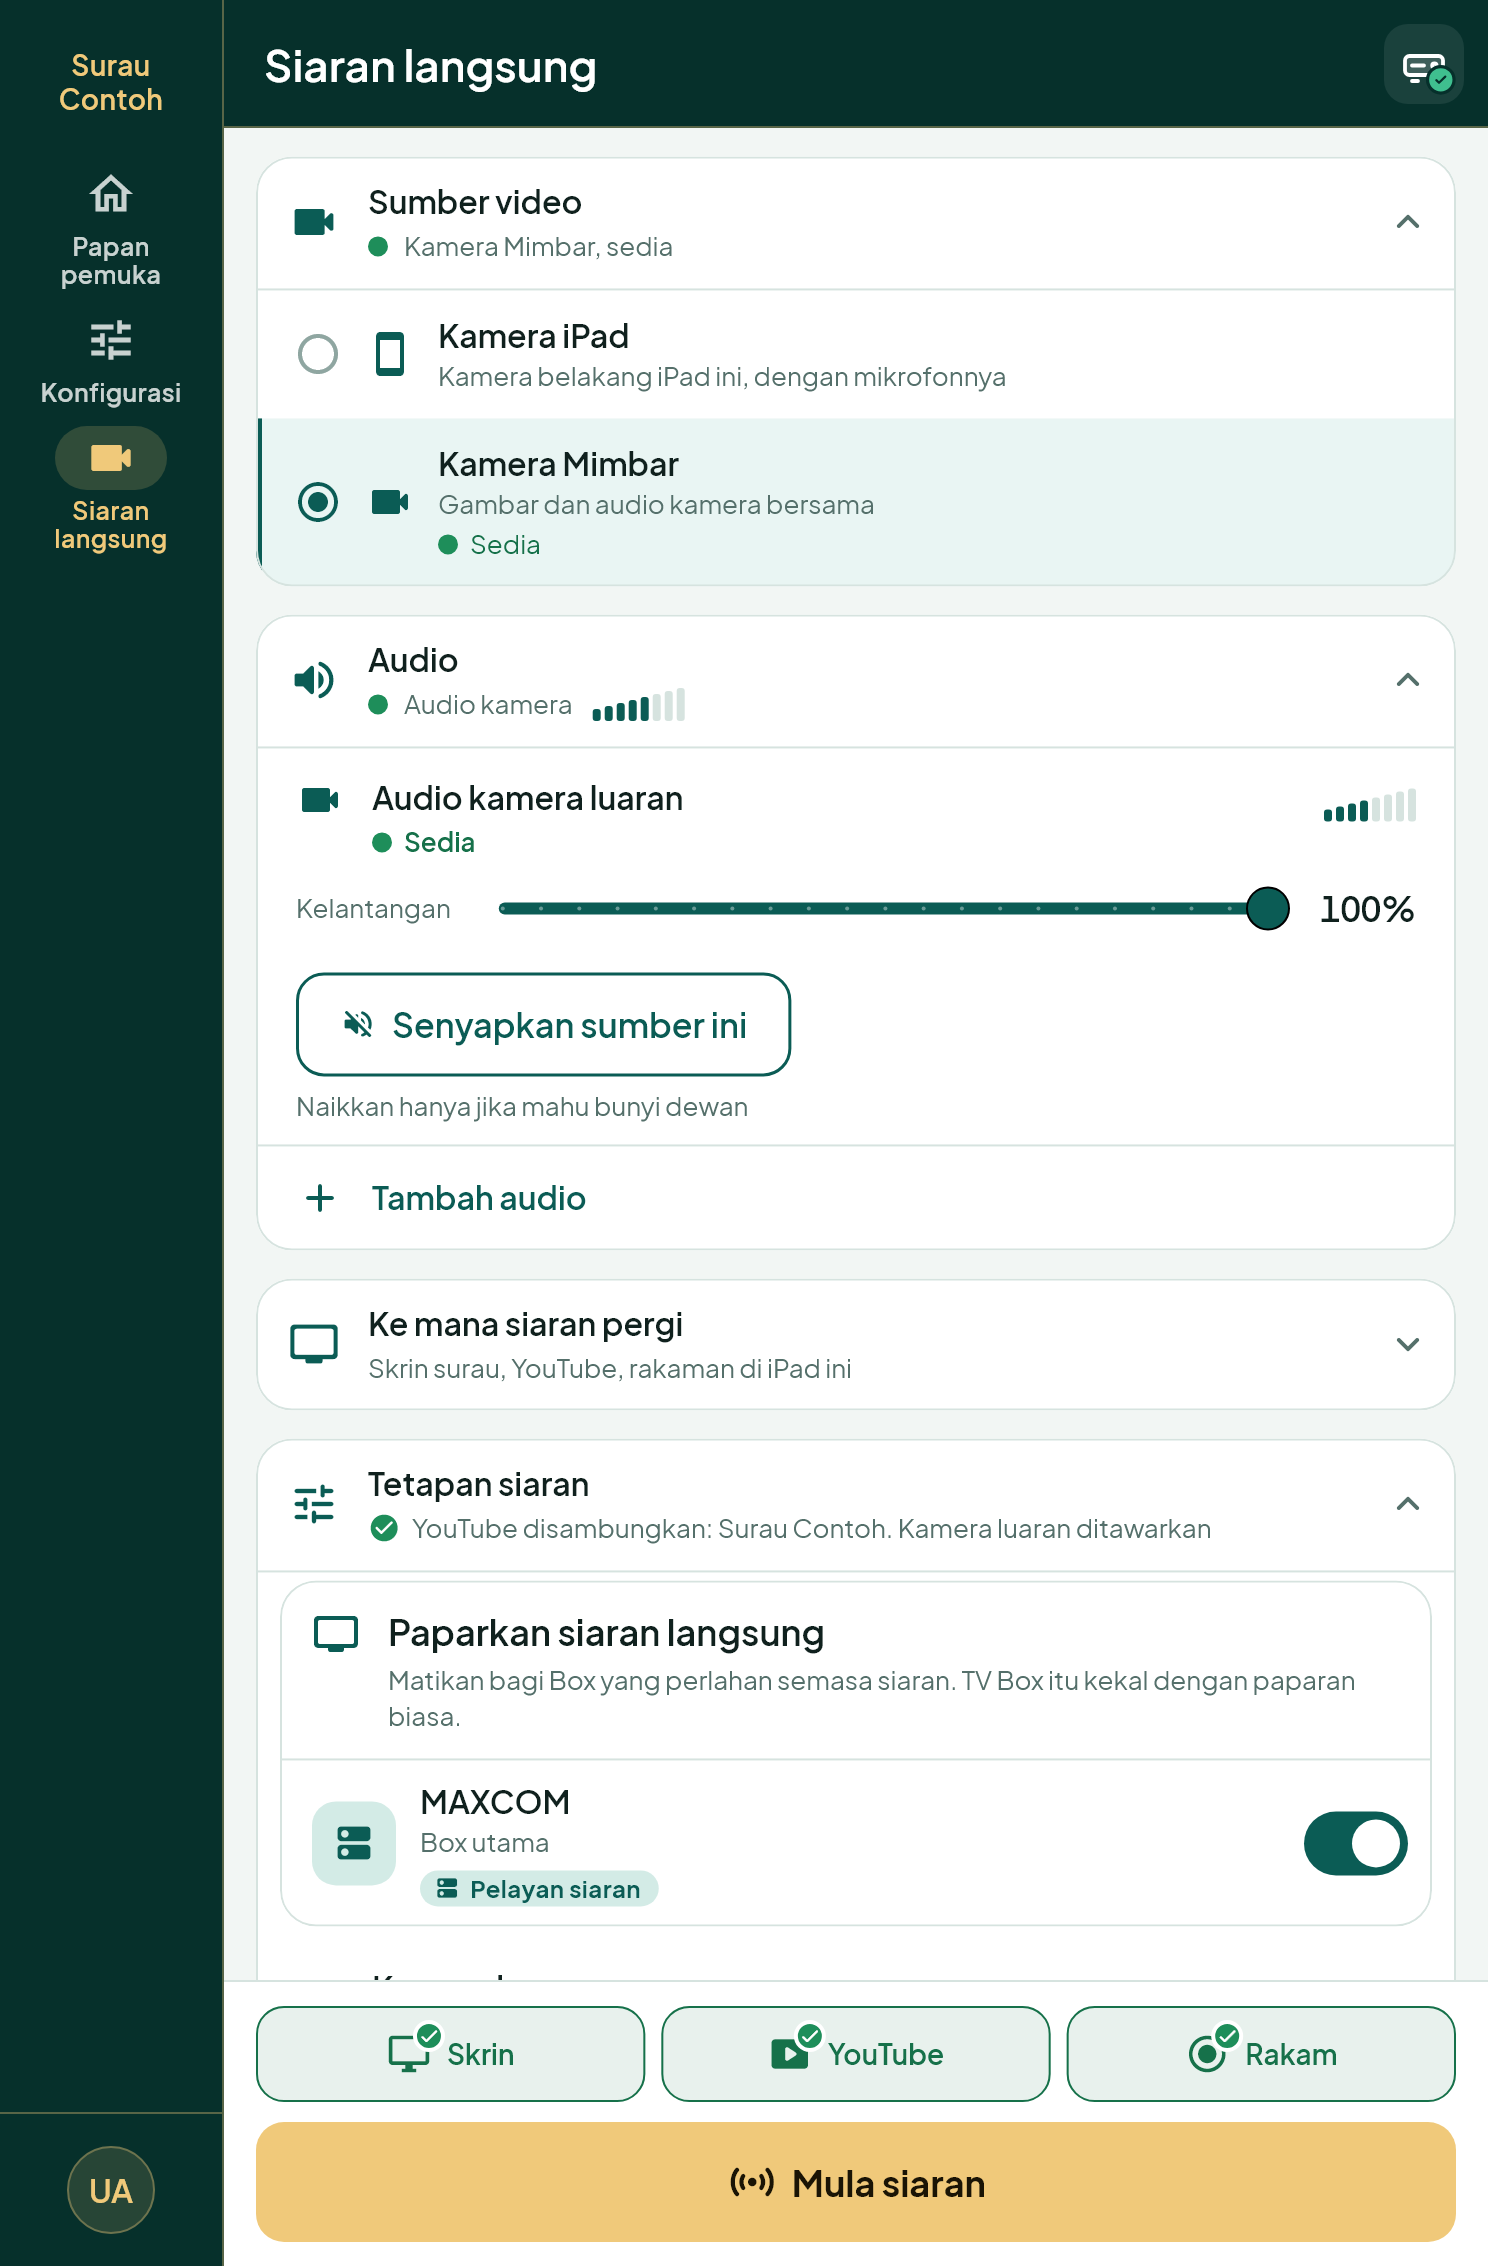 Surau
Contoh
Papan
pemuka
Konfigurasi
Siaran
langsung
UA
Siaran langsung
Sumber video
Kamera Mimbar, sedia
Kamera iPad
Kamera belakang iPad ini, dengan mikrofonnya
Kamera Mimbar
Gambar dan audio kamera bersama
Sedia
Audio
Audio kamera
Audio kamera luaran
Sedia
Kelantangan
100%
Senyapkan sumber ini
Naikkan hanya jika mahu bunyi dewan
Tambah audio
Ke mana siaran pergi
Skrin surau, YouTube, rakaman di iPad ini
Tetapan siaran
YouTube disambungkan: Surau Contoh. Kamera luaran ditawarkan
Paparkan siaran langsung
Matikan bagi Box yang perlahan semasa siaran. TV Box itu kekal dengan paparan
biasa.
MAXCOM
Box utama
Pelayan siaran
Skrin
YouTube
Rakam
Mula siaran